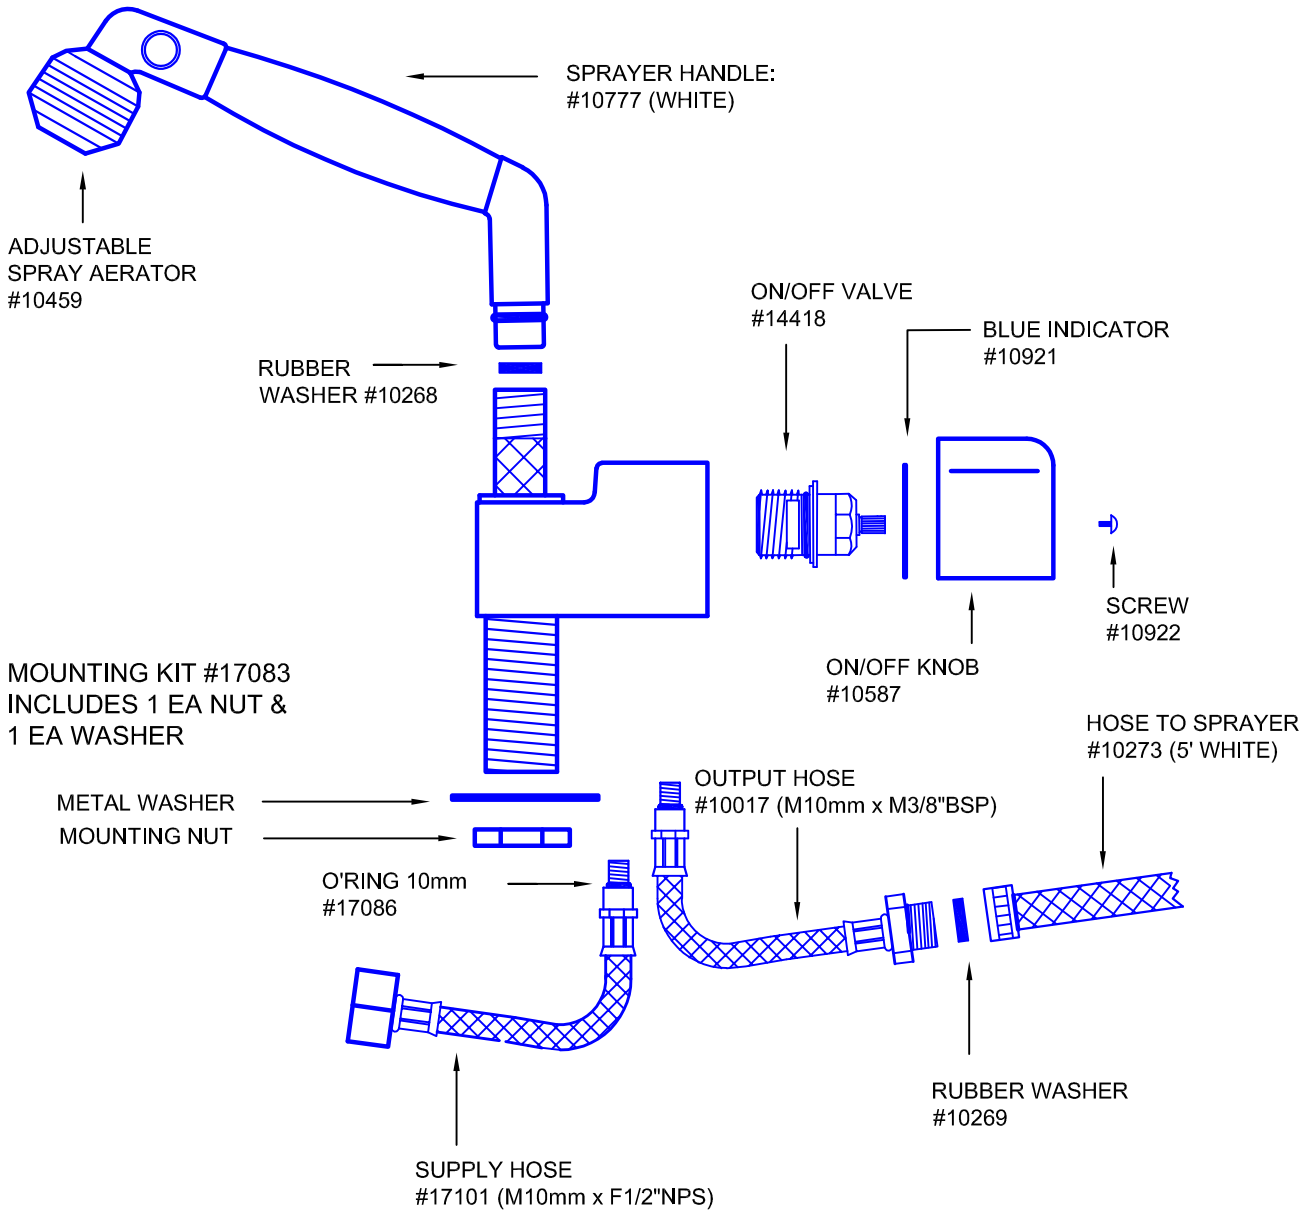 SPRAYER HANDLE:
#10777 (WHITE)
ADJUSTABLE
SPRAY AERATOR
#10459
ON/OFF VALVE
#14418
BLUE INDICATOR
#10921
RUBBER
WASHER #10268
SCREW
#10922
ON/OFF KNOB
#10587
MOUNTING KIT #17083
INCLUDES 1 EA NUT &
1 EA WASHER
HOSE TO SPRAYER
#10273 (5' WHITE)
OUTPUT HOSE
#10017 (M10mm x M3/8"BSP)
METAL WASHER
MOUNTING NUT
O'RING 10mm
#17086
RUBBER WASHER
#10269
SUPPLY HOSE
#17101 (M10mm x F1/2"NPS)